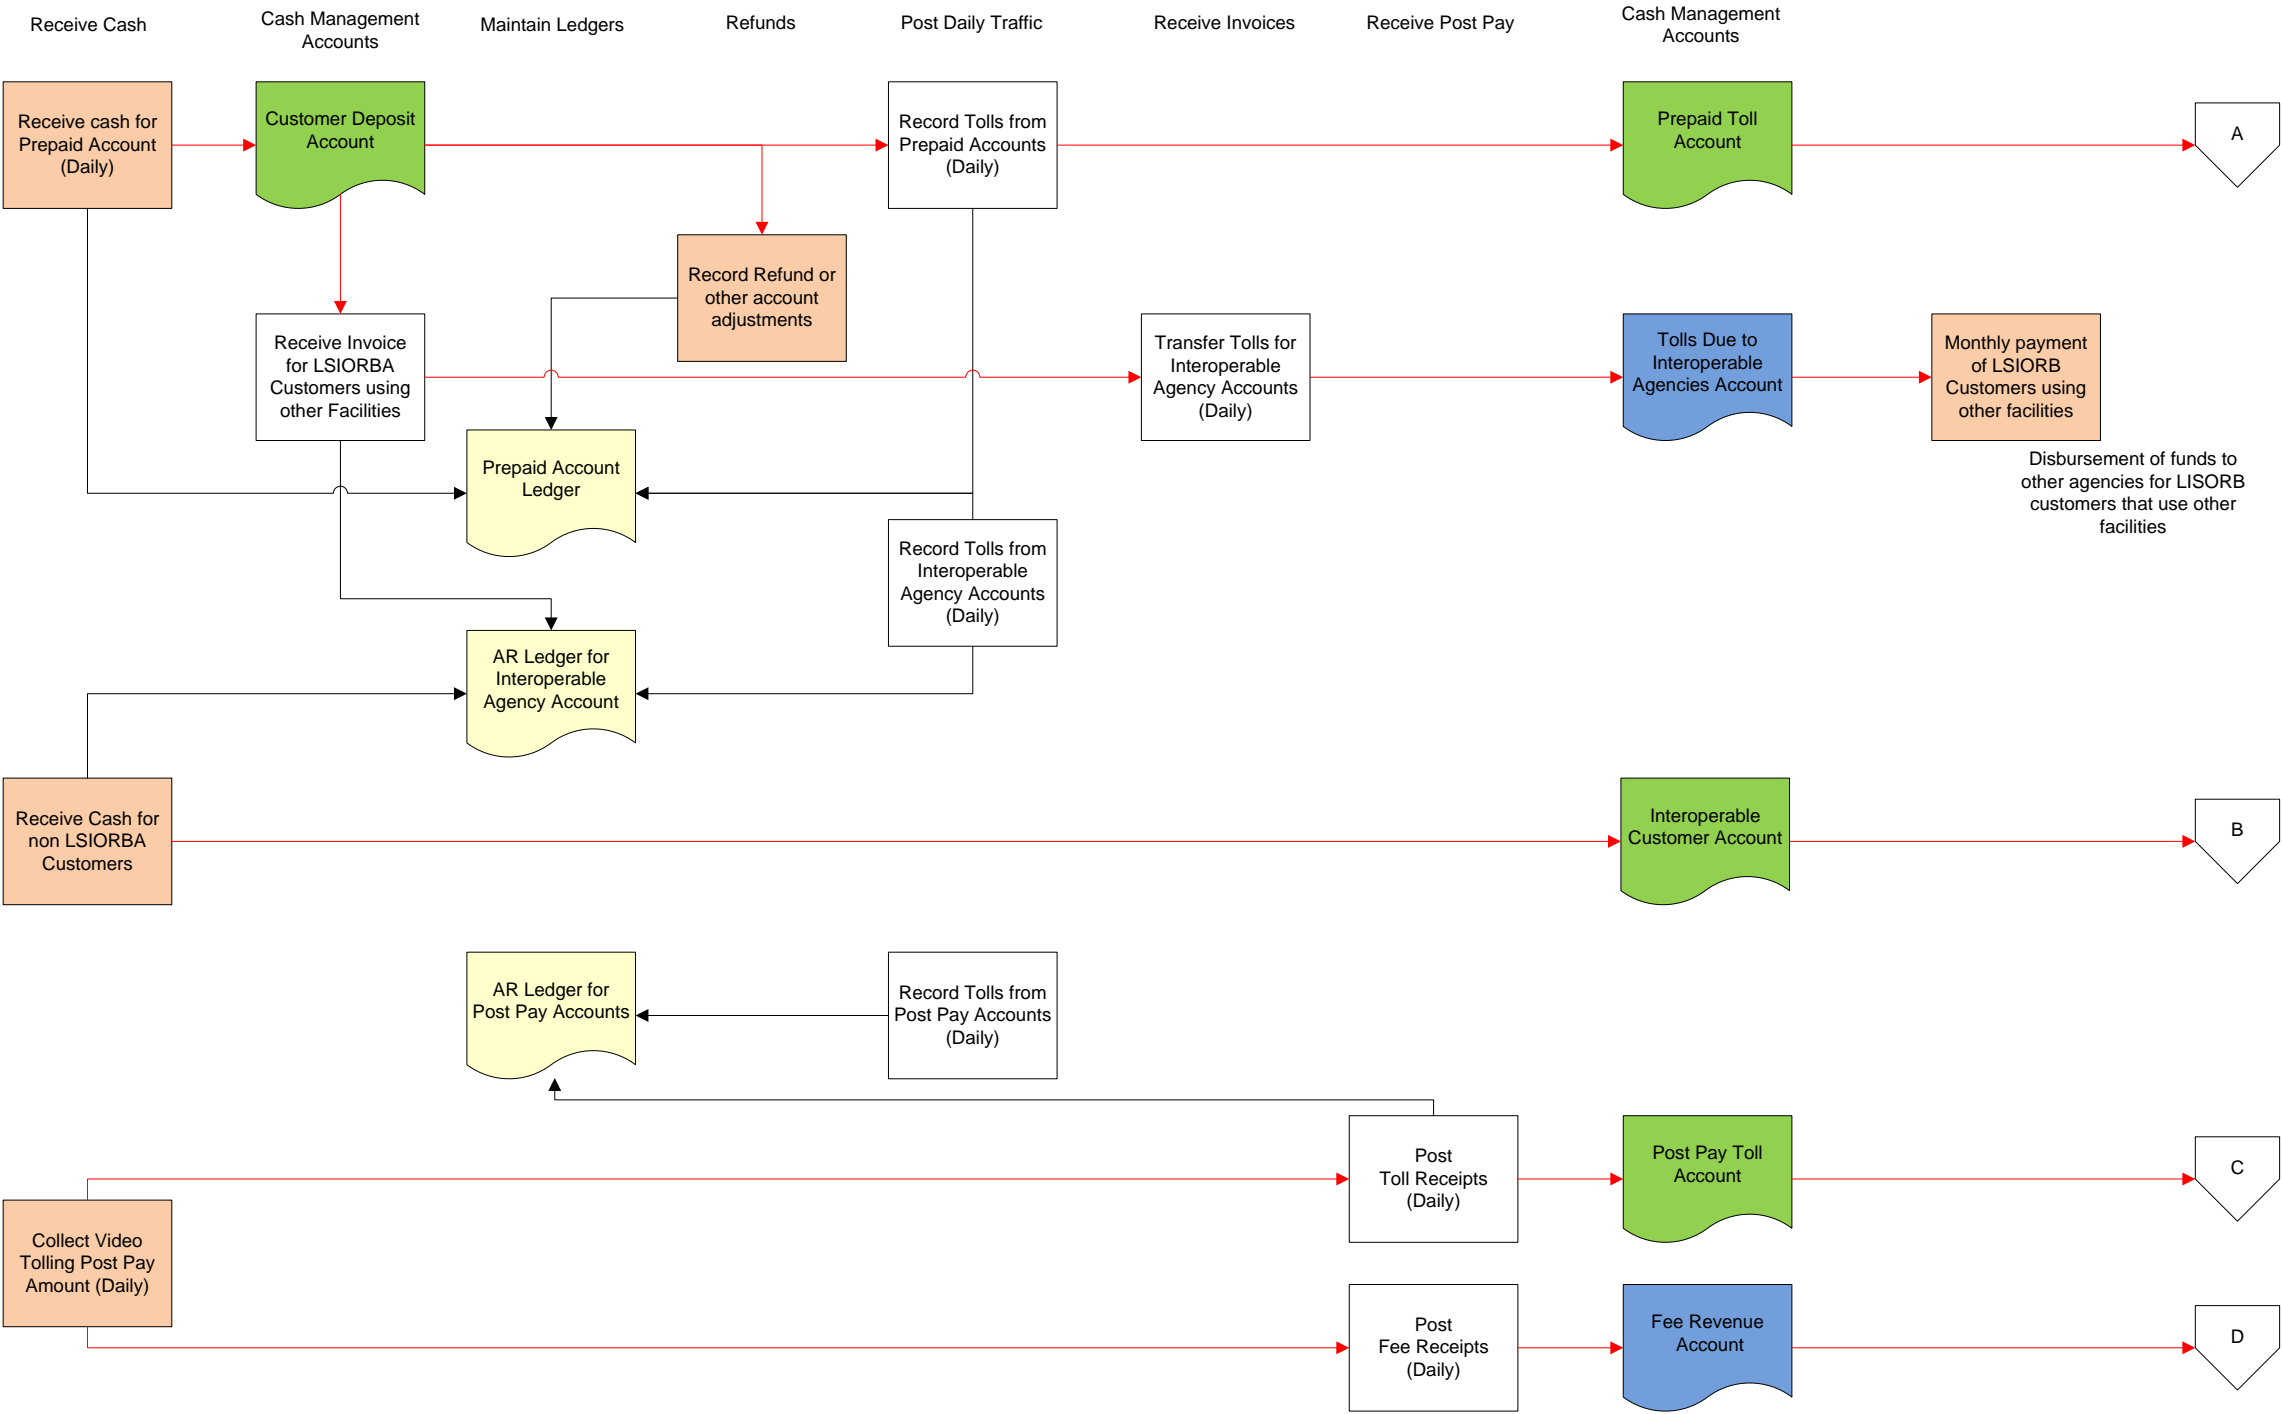 Receive Cash
Cash Management
Accounts
Maintain Ledgers
Refunds
Post Daily Traffic
Receive Invoices
Receive Post Pay
Cash Management
Accounts
Receive cash for
Prepaid Account
(Daily)
Customer Deposit
Account
Record Tolls from
Prepaid Accounts
(Daily)
Prepaid Toll
Account
A
Record Refund or
other account
adjustments
Receive Invoice
for LSIORBA
Customers using
other Facilities
Transfer Tolls for
Interoperable
Agency Accounts
(Daily)
Tolls Due to
Interoperable
Agencies Account
Monthly payment
of LSIORB
Customers using
other facilities
Disbursement of funds to
other agencies for LISORB
customers that use other
facilities
Prepaid Account
Ledger
Record Tolls from
Interoperable
Agency Accounts
(Daily)
AR Ledger for
Interoperable
Agency Account
Receive Cash for
non LSIORBA
Customers
Interoperable
Customer Account
B
AR Ledger for
Post Pay Accounts
Record Tolls from
Post Pay Accounts
(Daily)
Post
Toll Receipts
(Daily)
Post Pay Toll
Account
C
Collect Video
Tolling Post Pay
Amount (Daily)
Post
Fee Receipts
(Daily)
Fee Revenue
Account
D